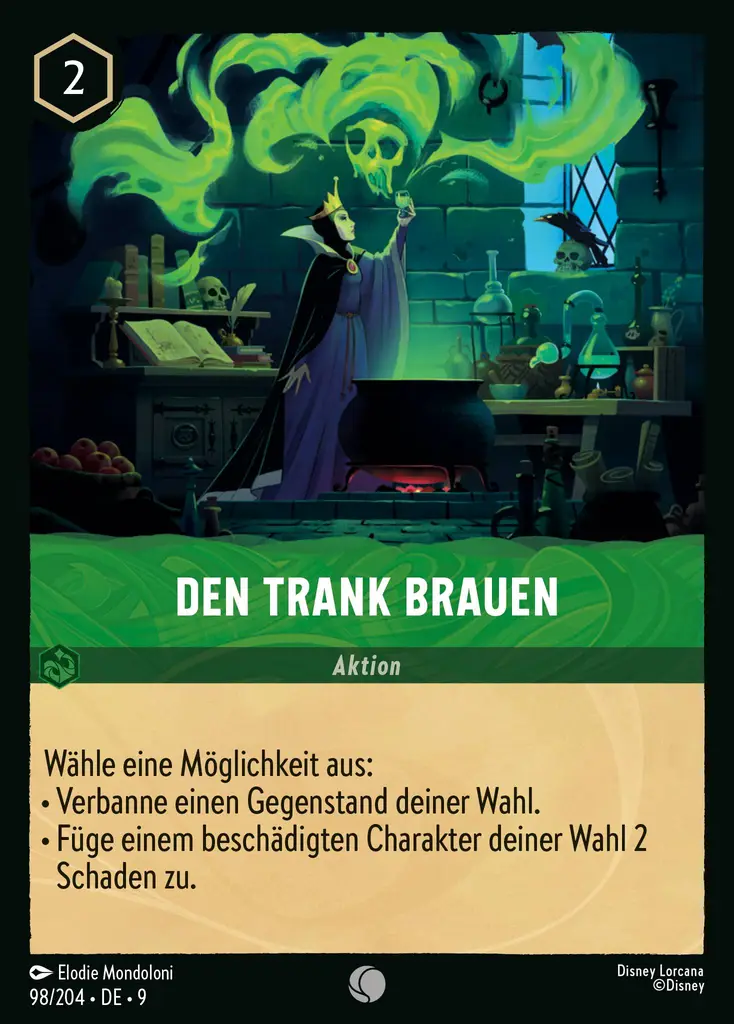 2
DEN TRANK BRAUEN
Aktion
Wähle eine Möglichkeit aus:
• Verbanne einen Gegenstand deiner Wahl.
• Füge einem beschädigten Charakter deiner Wahl 2
Schaden zu.
Elodie Mondoloni
98/204 • DE • 9
Disney Lorcana
©Disney